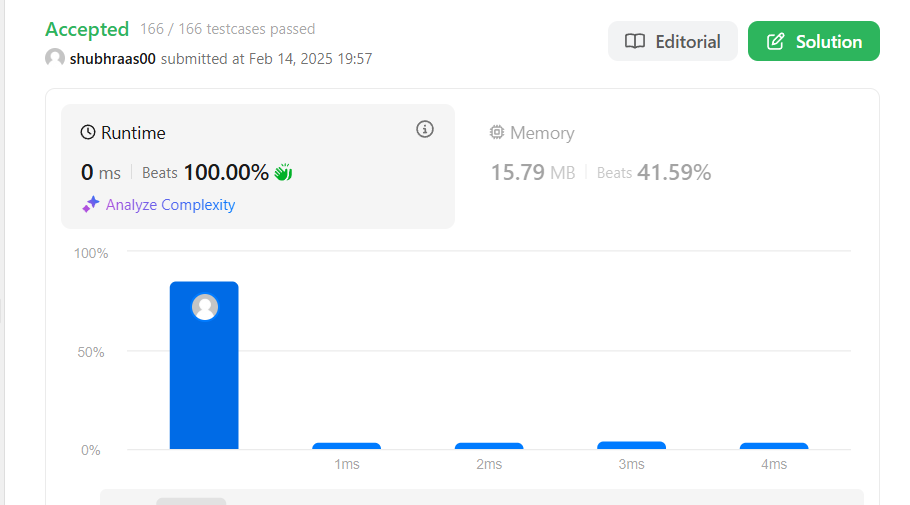 Accepted 166 / 166 testcases passed
shubhraas00 submitted at Feb 14, 2025 19:57
Editorial
Solution
Runtime
0 ms Beats 100.00%
Analyze Complexity
Memory
15.79 MB Beats 41.59%
100%
50%
0%
1ms 2ms 3ms 4ms